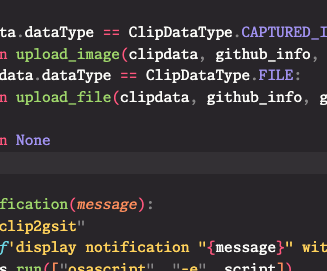 ta.dataType == ClipDataType.CAPTURED_I
n upload_image(clipdata, github_info,
data.dataType == ClipDataType.FILE:
n upload_file(clipdata, github_info, g
n None
fication(message):
clip2gsit"
f'display notification "{message}" wit
s.run(["osascript", "-e", script])